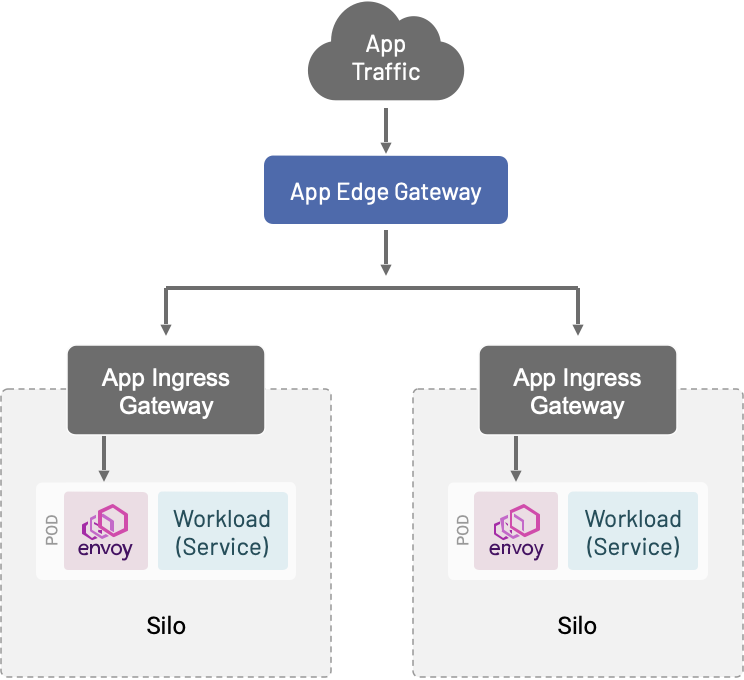 App
Traffic
App Edge Gateway
App Ingress
Gateway
App Ingress
Gateway
POD
envoy
Workload
(Service)
POD
envoy
Workload
(Service)
Silo
Silo